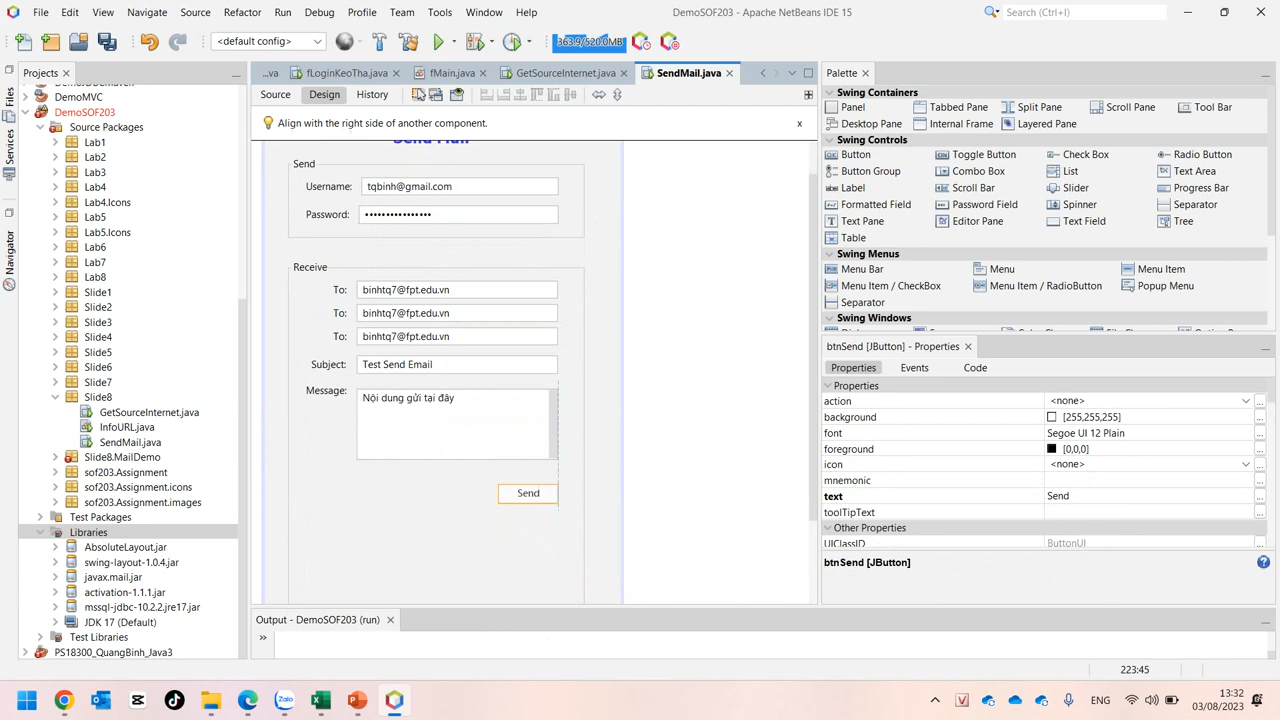 File Edit View Navigate Source Refactor Run Debug Profile Team Tools Window Help
DemoSOF203 - Apache NetBeans IDE 15
Search (Ctrl+I)
<default config>
363.9/520.0MB
Projects
...va
fLoginKeoTha.java
fMain.java
GetSourceInternet.java
SendMail.java
Source Design History
Align with the right side of another component.
x
Files
Services
Navigator
DemoMVC
DemoSOF203
Source Packages
Lab1
Lab2
Lab3
Lab4
Lab4.Icons
Lab5
Lab5.Icons
Lab6
Lab7
Lab8
Slide1
Slide2
Slide3
Slide4
Slide5
Slide6
Slide7
Slide8
GetSourceInternet.java
InfoURL.java
SendMail.java
Slide8.MailDemo
sof203.Assignment
sof203.Assignment.icons
sof203.Assignment.images
Test Packages
Libraries
AbsoluteLayout.jar
swing-layout-1.0.4.jar
javax.mail.jar
activation-1.1.1.jar
mssql-jdbc-10.2.2.jre17.jar
JDK 17 (Default)
Test Libraries
PS18300_QuangBinh_Java3
Send Mail
Send
Username: tqbinh@gmail.com
Password: ••••••••••••••••
Receive
To: binhtq7@fpt.edu.vn
To: binhtq7@fpt.edu.vn
To: binhtq7@fpt.edu.vn
Subject: Test Send Email
Message: Nội dung gửi tại đây
Send
Output - DemoSOF203 (run)
Palette
Swing Containers
Panel Tabbed Pane Split Pane Scroll Pane Tool Bar
Desktop Pane Internal Frame Layered Pane
Swing Controls
Button Toggle Button Check Box Radio Button
Button Group Combo Box List Text Area
Label Scroll Bar Slider Progress Bar
Formatted Field Password Field Spinner Separator
Text Pane Editor Pane Text Field Tree
Table
Swing Menus
Menu Bar Menu Menu Item
Menu Item / CheckBox Menu Item / RadioButton Popup Menu
Separator
Swing Windows
btnSend [JButton] - Properties
Properties Events Code
Properties
action <none> ...
background [255,255,255] ...
font Segoe UI 12 Plain ...
foreground [0,0,0] ...
icon <none> ...
mnemonic ...
text Send ...
toolTipText ...
Other Properties
UIClassID ButtonUI ...
btnSend [JButton]
223:45
ENG
13:32
03/08/2023